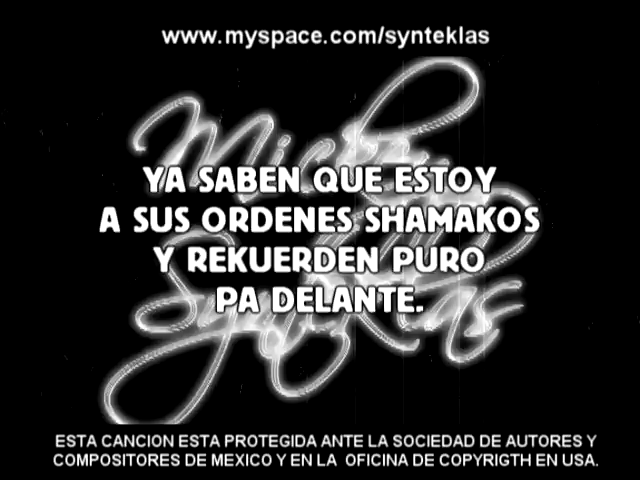 www.myspace.com/synteklas
YA SABEN QUE ESTOY
A SUS ORDENES SHAMAKOS
Y REKUERDEN PURO
PA DELANTE.
ESTA CANCION ESTA PROTEGIDA ANTE LA SOCIEDAD DE AUTORES Y
COMPOSITORES DE MEXICO Y EN LA OFICINA DE COPYRIGTH EN USA.